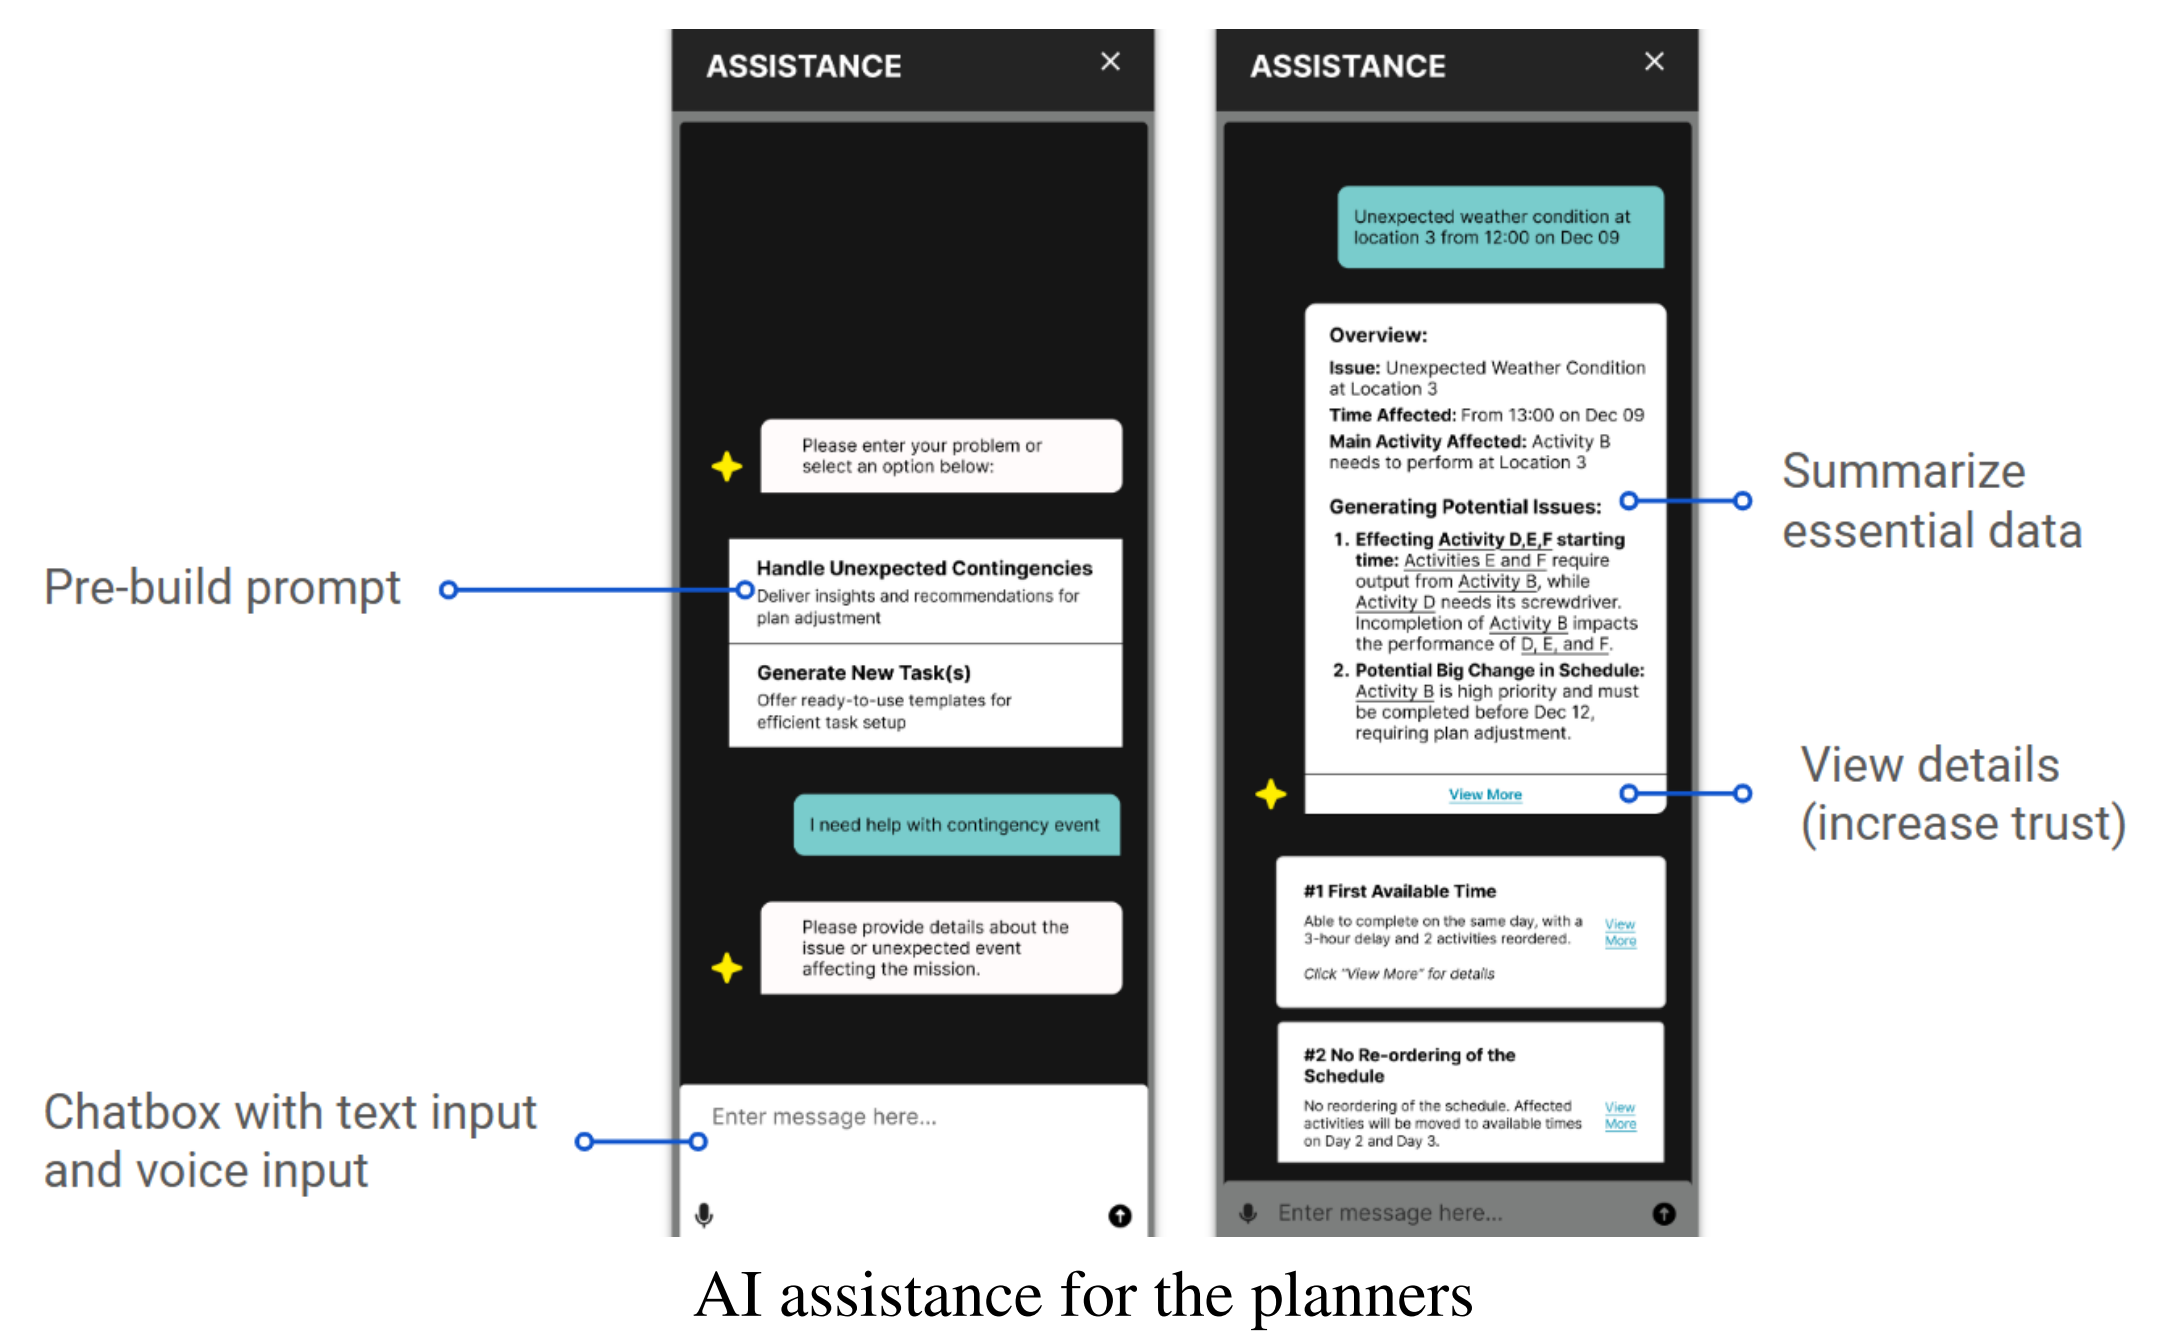 ASSISTANCE
Please enter your problem or
select an option below:
Handle Unexpected Contingencies
Deliver insights and recommendations for
plan adjustment
Generate New Task(s)
Offer ready-to-use templates for
efficient task setup
I need help with contingency event
Please provide details about the
issue or unexpected event
affecting the mission.
Enter message here...
Pre-build prompt
Chatbox with text input
and voice input
ASSISTANCE
Unexpected weather condition at
location 3 from 12:00 on Dec 09
Overview:
Issue: Unexpected Weather Condition
at Location 3
Time Affected: From 13:00 on Dec 09
Main Activity Affected: Activity B
needs to perform at Location 3
Generating Potential Issues:
1. Effecting Activity D,E,F starting
time: Activities E and F require
output from Activity B, while
Activity D needs its screwdriver.
Incompletion of Activity B impacts
the performance of D, E, and F.
2. Potential Big Change in Schedule:
Activity B is high priority and must
be completed before Dec 12,
requiring plan adjustment.
View More
#1 First Available Time
Able to complete on the same day, with a
3-hour delay and 2 activities reordered.
Click "View More" for details
View
More
#2 No Re-ordering of the
Schedule
No reordering of the schedule. Affected
activities will be moved to available times
on Day 2 and Day 3.
View
More
Enter message here...
Summarize
essential data
View details
(increase trust)
AI assistance for the planners